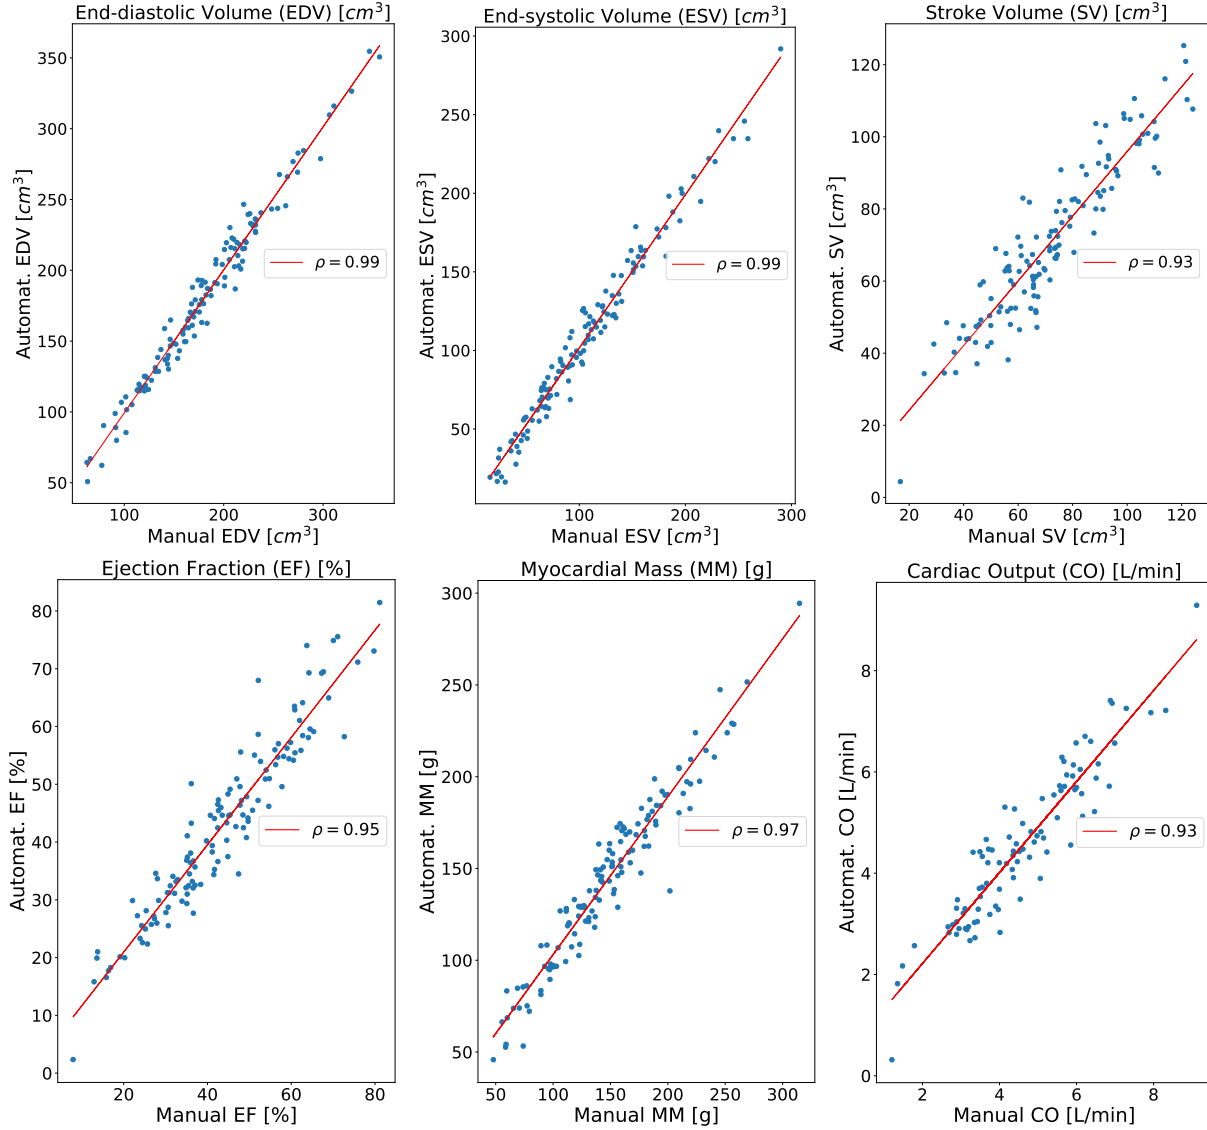 End-diastolic Volume (EDV) [cm³]
350
300
250
200
150
100
50
100
200
300
Automat. EDV [cm³]
Manual EDV [cm³]
ρ = 0.99
End-systolic Volume (ESV) [cm³]
300
250
200
150
100
50
100
200
300
Automat. ESV [cm³]
Manual ESV [cm³]
ρ = 0.99
Stroke Volume (SV) [cm³]
120
100
80
60
40
20
0
20
40
60
80
100
120
Automat. SV [cm³]
Manual SV [cm³]
ρ = 0.93
Ejection Fraction (EF) [%]
80
70
60
50
40
30
20
10
0
20
40
60
80
Automat. EF [%]
Manual EF [%]
ρ = 0.95
Myocardial Mass (MM) [g]
300
250
200
150
100
50
50
100
150
200
250
300
Automat. MM [g]
Manual MM [g]
ρ = 0.97
Cardiac Output (CO) [L/min]
8
6
4
2
0
2
4
6
8
Automat. CO [L/min]
Manual CO [L/min]
ρ = 0.93